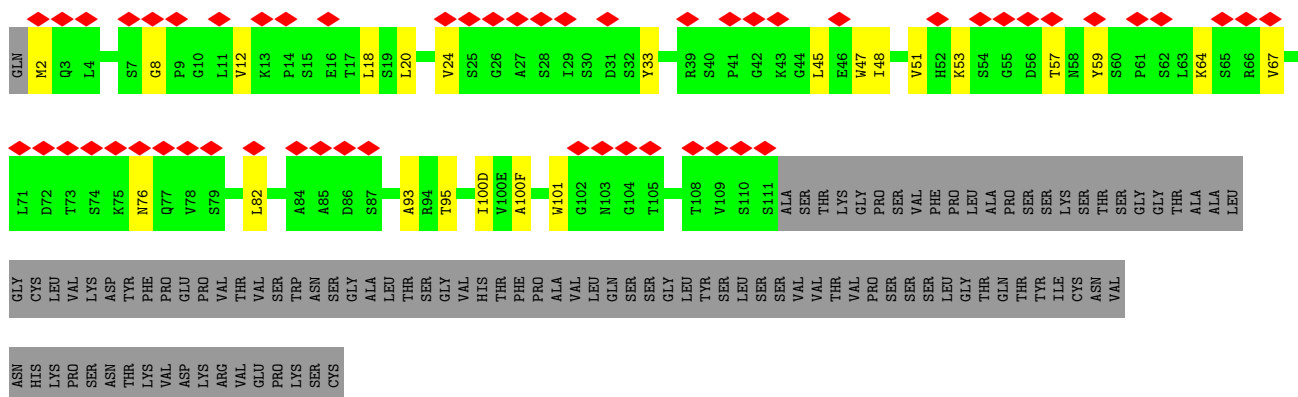 GLN M2 Q3 L4 S7 G8 P9 G10 L11 V12 K13 P14 S15 E16 T17 L18 S19 L20 V24 S25 G26 A27 S28 I29 S30 D31 S32 Y33 R39 S40 P41 G42 K43 G44 L45 E46 W47 I48 V51 H52 K53 S54 G55 D56 T57 N58 Y59 S60 P61 S62 L63 K64 S65 R66 V67
L71 D72 T73 S74 K75 N76 Q77 V78 S79 L82 A84 A85 D86 S87 A93 R94 T95 I100D V100E A100F W101 G102 N103 G104 T105 T108 V109 S110 S111 ALA SER THR LYS GLY PRO SER VAL PHE PRO LEU ALA PRO SER SER LYS SER THR SER GLY GLY THR ALA ALA LEU
GLY CYS LEU VAL LYS ASP TYR PHE PRO GLU PRO VAL THR VAL SER TRP ASN SER GLY ALA LEU THR SER GLY VAL HIS THR PHE PRO ALA VAL LEU GLN SER SER GLY LEU TYR SER LEU SER SER VAL VAL THR VAL PRO SER SER SER LEU GLY THR GLN THR TYR ILE CYS ASN VAL
ASN HIS LYS PRO SER ASN THR LYS VAL ASP LYS ARG VAL GLU PRO LYS SER CYS